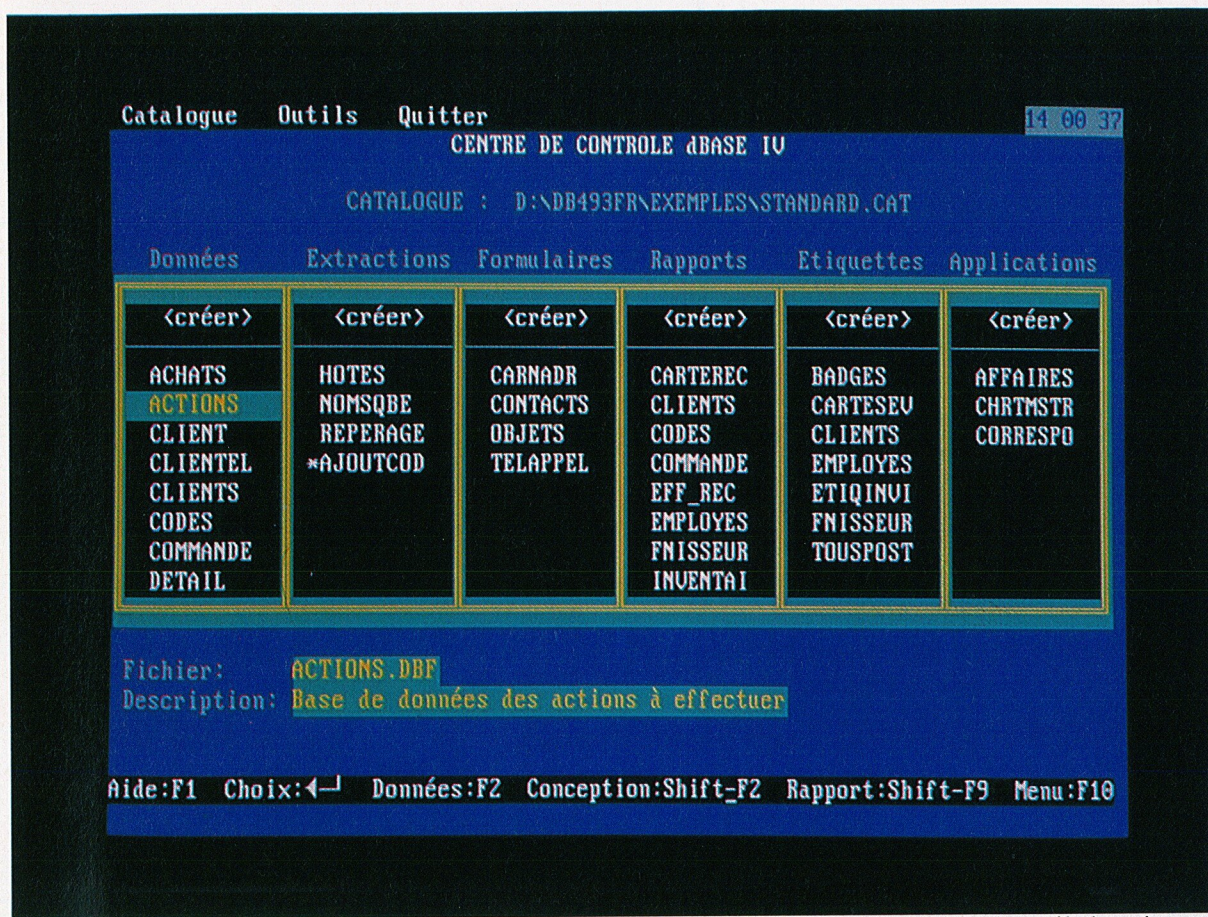 Catalogue Outils Quitter 14 00 37
CENTRE DE CONTROLE dBASE IV
CATALOGUE : D:\DB493FR\EXEMPLES\STANDARD.CAT
Données Extractions Formulaires Rapports Etiquettes Applications
<créer> <créer> <créer> <créer> <créer> <créer>
ACHATS HOTES CARNADR CARTEREC BADGES AFFAIRES
ACTIONS NOMSQBE CONTACTS CLIENTS CARTESEV CHRTMSTR
CLIENT REPERAGE OBJETS CODES CLIENTS CORRESPO
CLIENTEL *AJOUTCOD TELAPPEL COMMANDE EMPLOYES
CLIENTS EFF_REC ETIQINVI
CODES EMPLOYES FNISSEUR
COMMANDE FNISSEUR TOUSPOST
DETAIL INVENTAI
Fichier: ACTIONS.DBF
Description: Base de données des actions à effectuer
Aide:F1 Choix:◄─┘ Données:F2 Conception:Shift-F2 Rapport:Shift-F9 Menu:F10